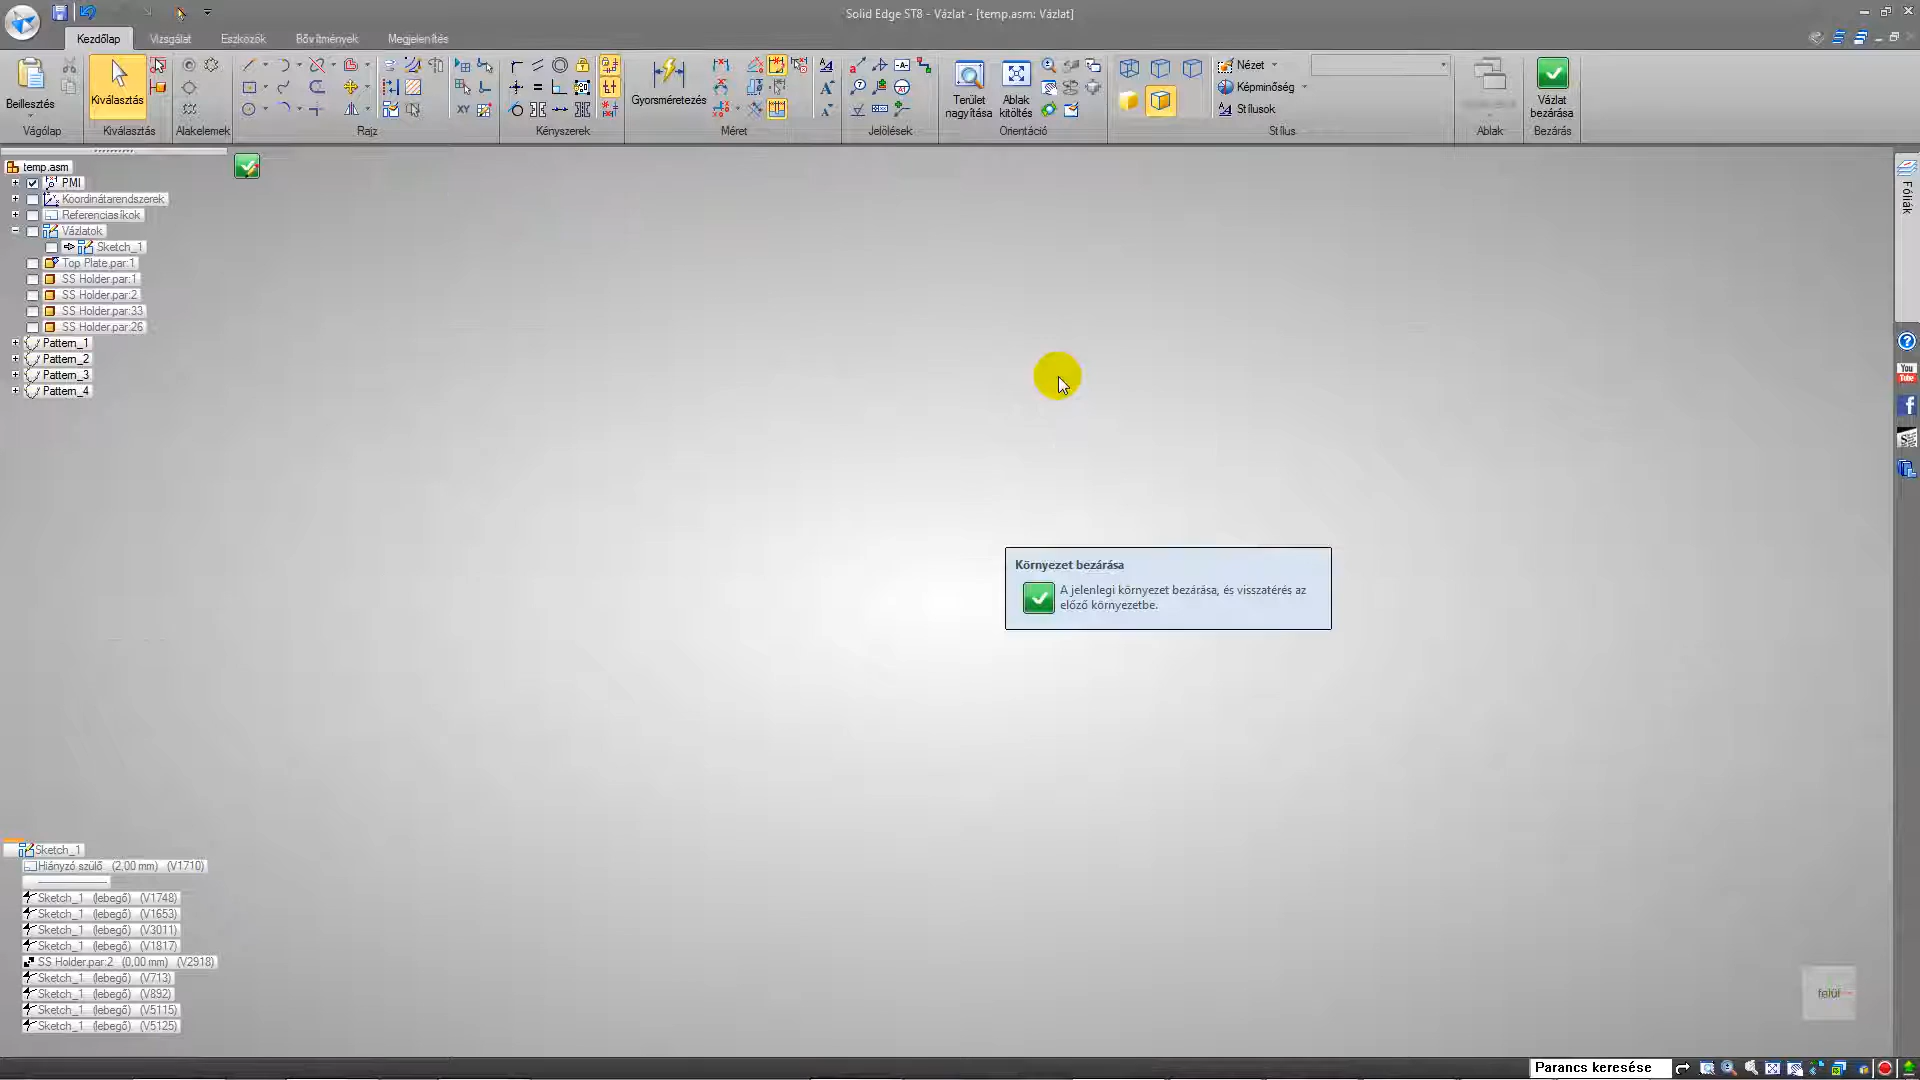 Solid Edge ST8 - Vázlat - [temp.asm: Vázlat]
Kezdőlap
Vizsgálat
Eszközök
Bővítmények
Megjelenítés
Beillesztés
Vágólap
Kiválasztás
Kiválasztás
Alakelemek
Rajz
Kényszerek
Gyorsméretezés
Méret
Jelölések
Terület nagyítása
Ablak kitöltés
Orientáció
Nézet
Képminőség
Stílusok
Stílus
Ablak
Vázlat bezárása
Bezárás
temp.asm
PMI
Koordinátarendszerek
Referenciasíkok
Vázlatok
Sketch_1
Top Plate.par:1
SS Holder.par:1
SS Holder.par:2
SS Holder.par:33
SS Holder.par:26
Pattern_1
Pattern_2
Pattern_3
Pattern_4
Fóliák
You Tube
Környezet bezárása
A jelenlegi környezet bezárása, és visszatérés az
előző környezetbe.
Sketch_1
Hiányzó szülő (2,00 mm) (V1710)
Sketch_1 (lebegő) (V1748)
Sketch_1 (lebegő) (V1653)
Sketch_1 (lebegő) (V3011)
Sketch_1 (lebegő) (V1817)
SS Holder.par:2 (0,00 mm) (V2918)
Sketch_1 (lebegő) (V713)
Sketch_1 (lebegő) (V892)
Sketch_1 (lebegő) (V5115)
Sketch_1 (lebegő) (V5125)
felül
Parancs keresése